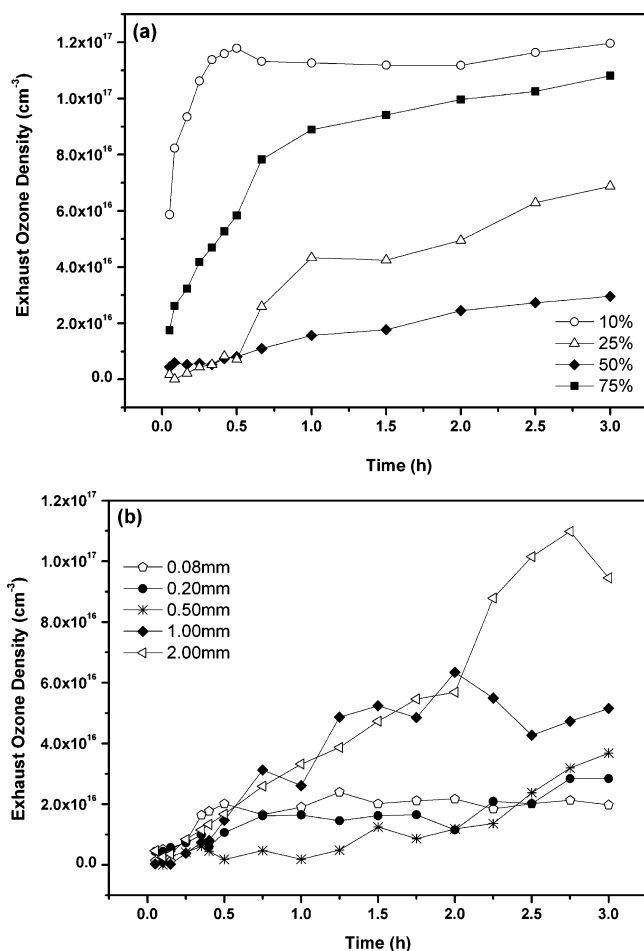 (a)
1.2x10¹⁷
1.0x10¹⁷
8.0x10¹⁶
6.0x10¹⁶
4.0x10¹⁶
2.0x10¹⁶
0.0
Exhaust Ozone Density (cm⁻³)
10%
25%
50%
75%
0.0 0.5 1.0 1.5 2.0 2.5 3.0
Time (h)
(b)
1.2x10¹⁷
1.0x10¹⁷
8.0x10¹⁶
6.0x10¹⁶
4.0x10¹⁶
2.0x10¹⁶
0.0
Exhaust Ozone Density (cm⁻³)
0.08mm
0.20mm
0.50mm
1.00mm
2.00mm
0.0 0.5 1.0 1.5 2.0 2.5 3.0
Time (h)